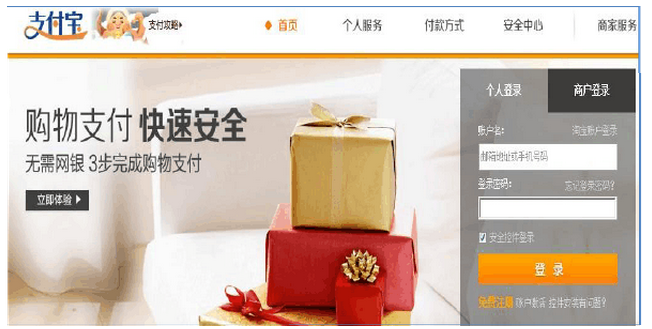 支付宝 支付攻略
首页 个人服务 付款方式 安全中心 商家服务
个人登录 商户登录
购物支付 快速安全
无需网银 3步完成购物支付
立即体验
账户名: 淘宝账户登录
邮箱地址或手机号码
登录密码: 忘记登录密码?
安全控件登录
登录
免费注册 控件安装有问题?